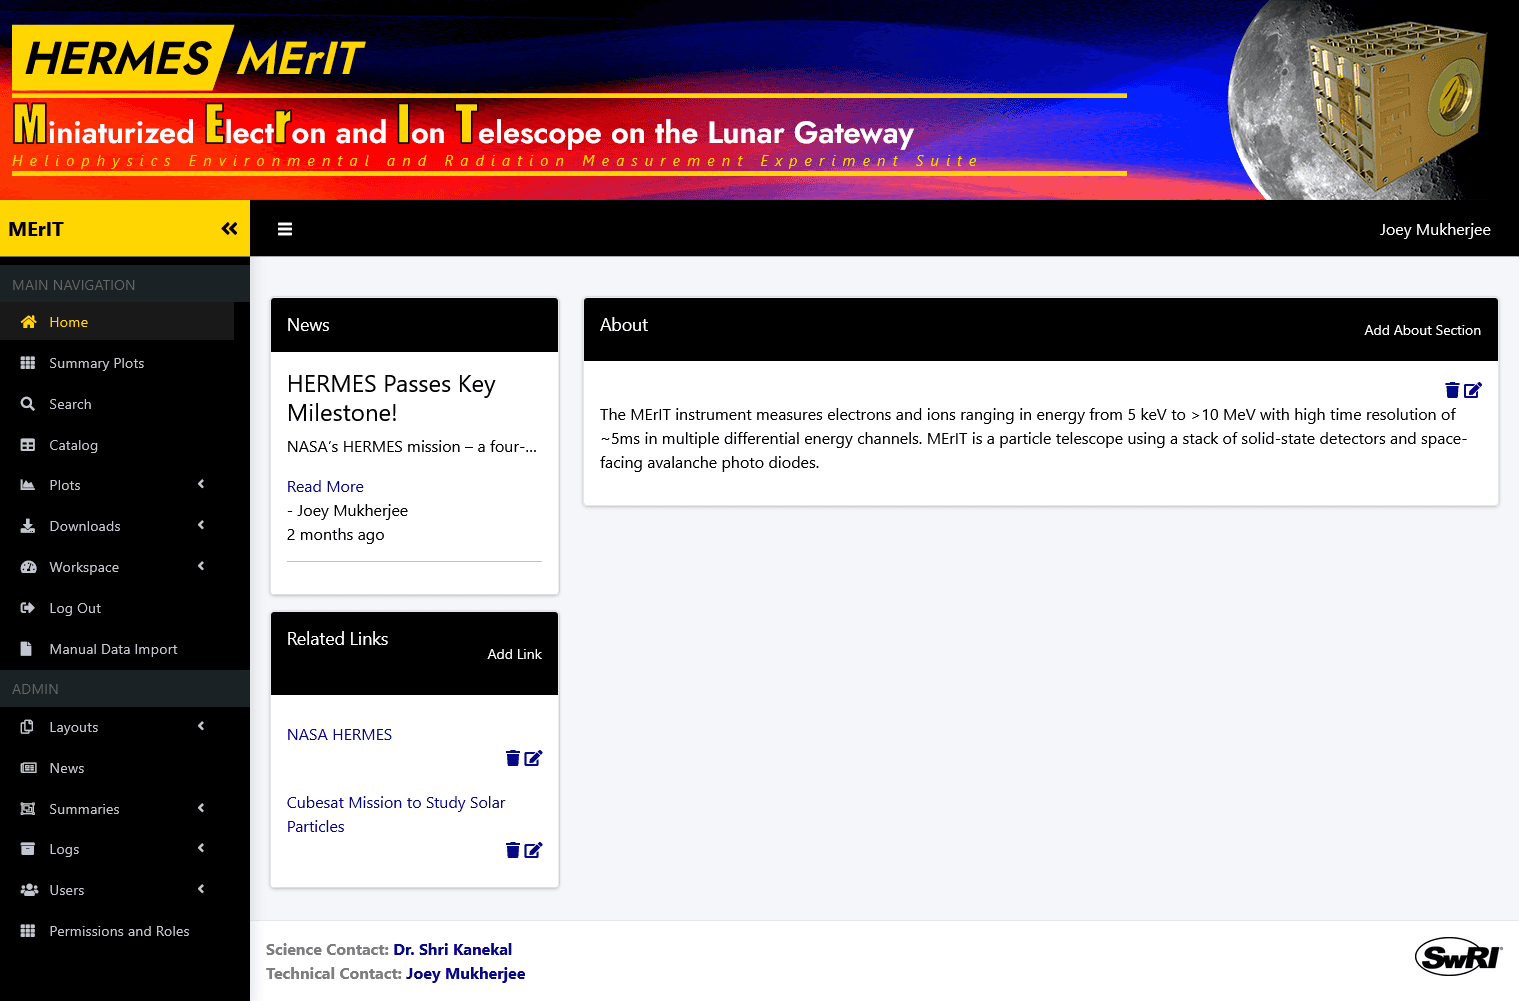 HERMES MErIT
Miniaturized ElectRon and Ion Telescope on the Lunar Gateway
Heliophysics Environmental and Radiation Measurement Experiment Suite
MErIT
Joey Mukherjee
MAIN NAVIGATION
Home
Summary Plots
Search
Catalog
Plots
Downloads
Workspace
Log Out
Manual Data Import
ADMIN
Layouts
News
Summaries
Logs
Users
Permissions and Roles
News
HERMES Passes Key
Milestone!
NASA’s HERMES mission – a four-...
Read More
- Joey Mukherjee
2 months ago
Related Links
Add Link
NASA HERMES
Cubesat Mission to Study Solar
Particles
About
Add About Section
The MErIT instrument measures electrons and ions ranging in energy from 5 keV to >10 MeV with high time resolution of
~5ms in multiple differential energy channels. MErIT is a particle telescope using a stack of solid-state detectors and space-
facing avalanche photo diodes.
Science Contact: Dr. Shri Kanekal
Technical Contact: Joey Mukherjee
SwRI